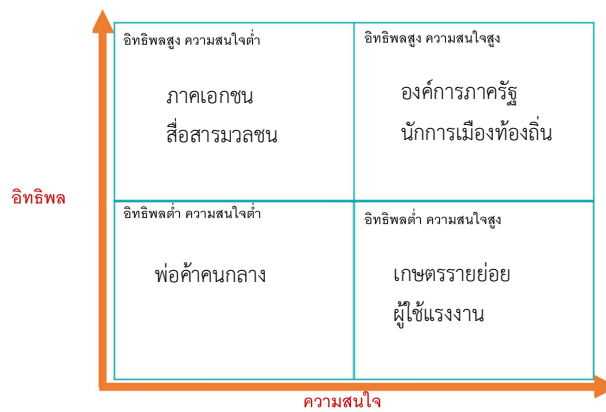 อิทธิพลสูง ความสนใจต่ำ
ภาคเอกชน
สื่อสารมวลชน
อิทธิพลสูง ความสนใจสูง
องค์การภาครัฐ
นักการเมืองท้องถิ่น
อิทธิพล
อิทธิพลต่ำ ความสนใจต่ำ
พ่อค้าคนกลาง
อิทธิพลต่ำ ความสนใจสูง
เกษตรรายย่อย
ผู้ใช้แรงงาน
ความสนใจ